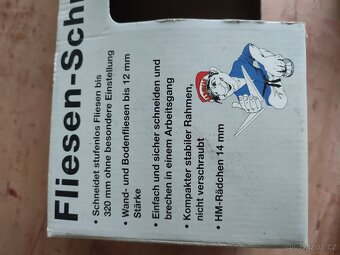 Fliesen-Schn
• Schneidet stufenlos Fliesen bis
320 mm ohne besondere Einstellung
• Wand- und Bodenfliesen bis 12 mm
Stärke
• Einfach und sicher schneiden und
brechen in einem Arbeitsgang
• Kompakter stabiler Rahmen,
nicht verschraubt
• HM-Rädchen 14 mm